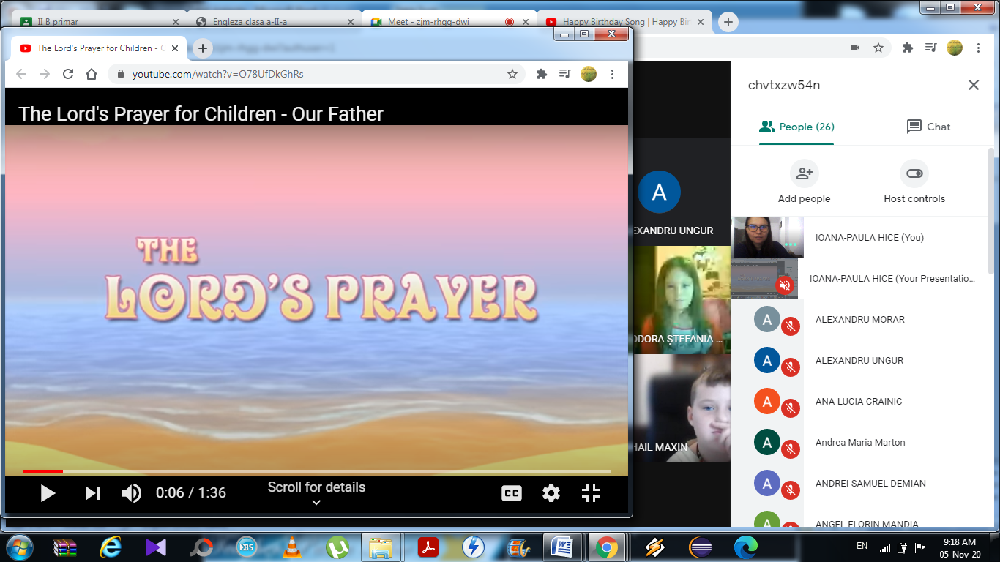 II B primar
Engleza clasa a-II-a
Meet - zjm-rhgq-dwi
Happy Birthday Song | Happy Bir
The Lord's Prayer for Children - O
youtube.com/watch?v=O78UfDkGhRs
The Lord's Prayer for Children - Our Father
THE
LORD'S PRAYER
0:06 / 1:36
Scroll for details
CC
A
EXANDRU UNGUR
ODORA ȘTEFANIA ...
HAIL MAXIN
chvtxzw54n
People (26)
Chat
Add people
Host controls
IOANA-PAULA HICE (You)
IOANA-PAULA HICE (Your Presentatio...
A
ALEXANDRU MORAR
A
ALEXANDRU UNGUR
A
ANA-LUCIA CRAINIC
A
Andrea Maria Marton
A
ANDREI-SAMUEL DEMIAN
A
ANGEL FLORIN MANDIA
BS
EN
9:18 AM
05-Nov-20